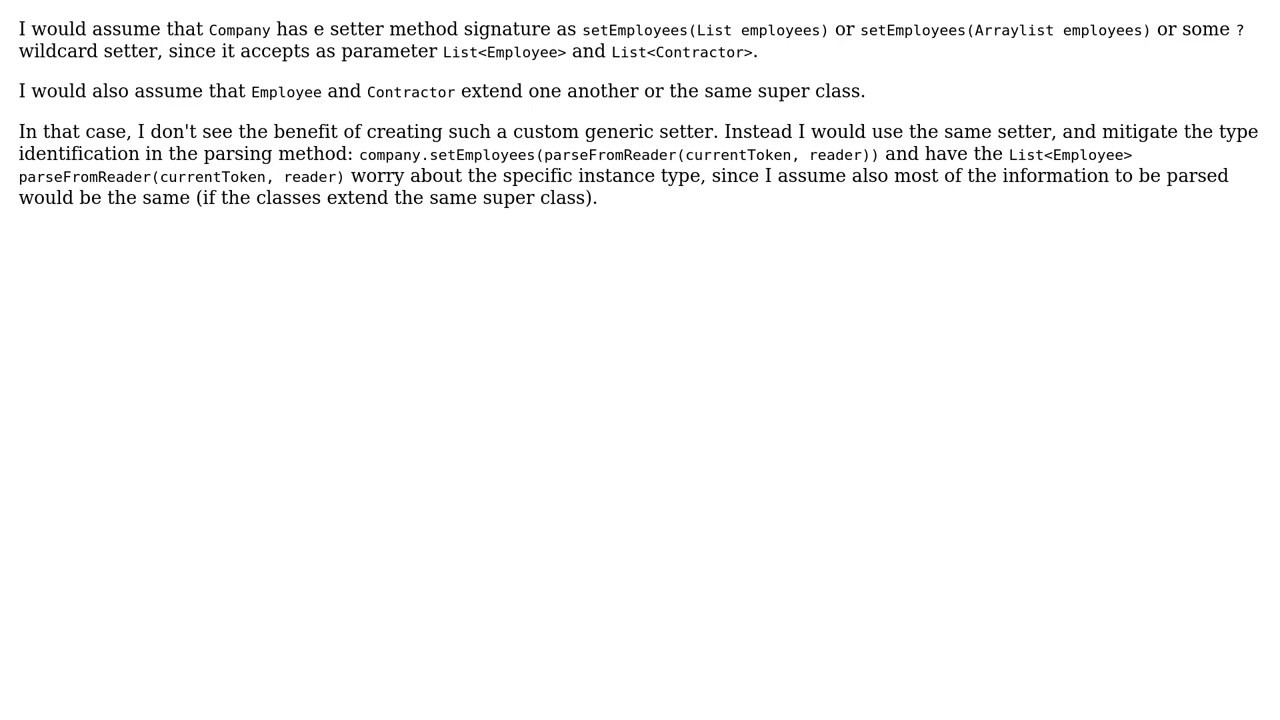 I would assume that Company has e setter method signature as setEmployees(List employees) or setEmployees(Arraylist employees) or some ?
wildcard setter, since it accepts as parameter List<Employee> and List<Contractor>.
I would also assume that Employee and Contractor extend one another or the same super class.
In that case, I don't see the benefit of creating such a custom generic setter. Instead I would use the same setter, and mitigate the type
identification in the parsing method: company.setEmployees(parseFromReader(currentToken, reader)) and have the List<Employee>
parseFromReader(currentToken, reader) worry about the specific instance type, since I assume also most of the information to be parsed
would be the same (if the classes extend the same super class).